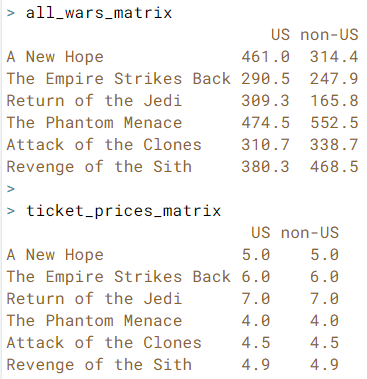 > all_wars_matrix
US non-US
A New Hope 461.0 314.4
The Empire Strikes Back 290.5 247.9
Return of the Jedi 309.3 165.8
The Phantom Menace 474.5 552.5
Attack of the Clones 310.7 338.7
Revenge of the Sith 380.3 468.5
>
> ticket_prices_matrix
US non-US
A New Hope 5.0 5.0
The Empire Strikes Back 6.0 6.0
Return of the Jedi 7.0 7.0
The Phantom Menace 4.0 4.0
Attack of the Clones 4.5 4.5
Revenge of the Sith 4.9 4.9